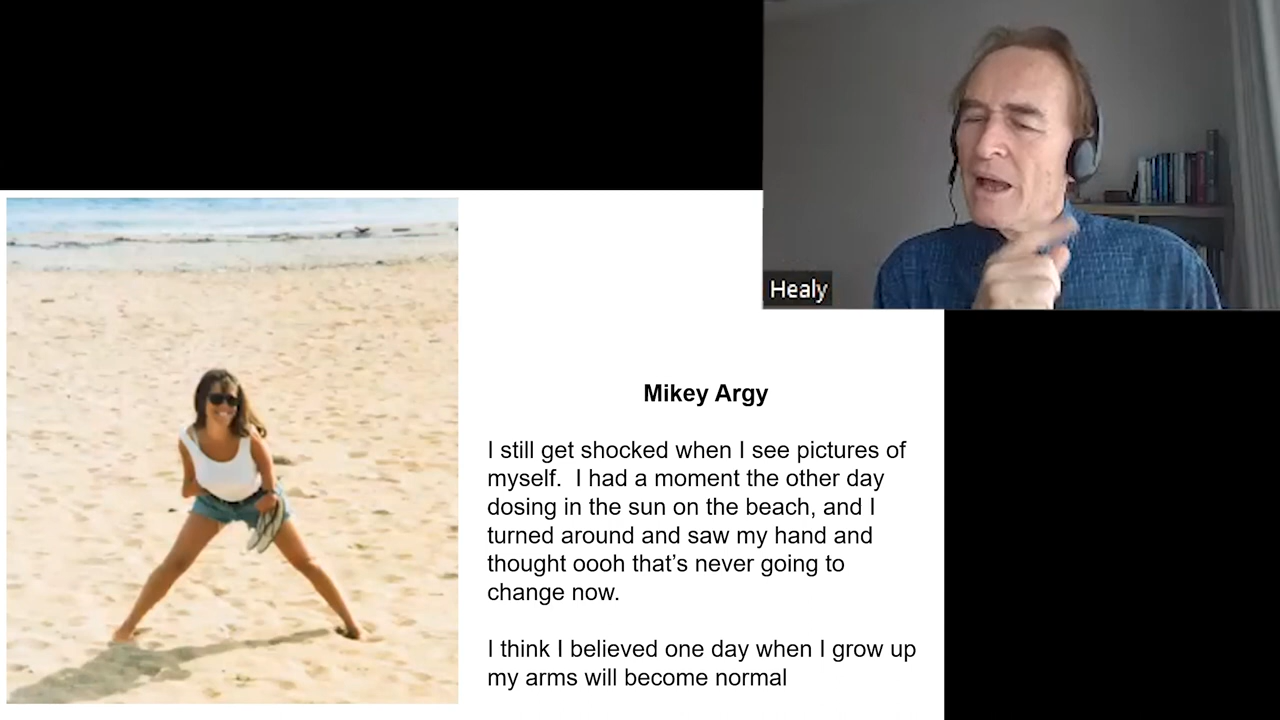 Healy
Mikey Argy
I still get shocked when I see pictures of
myself.  I had a moment the other day
dosing in the sun on the beach, and I
turned around and saw my hand and
thought oooh that’s never going to
change now.
I think I believed one day when I grow up
my arms will become normal